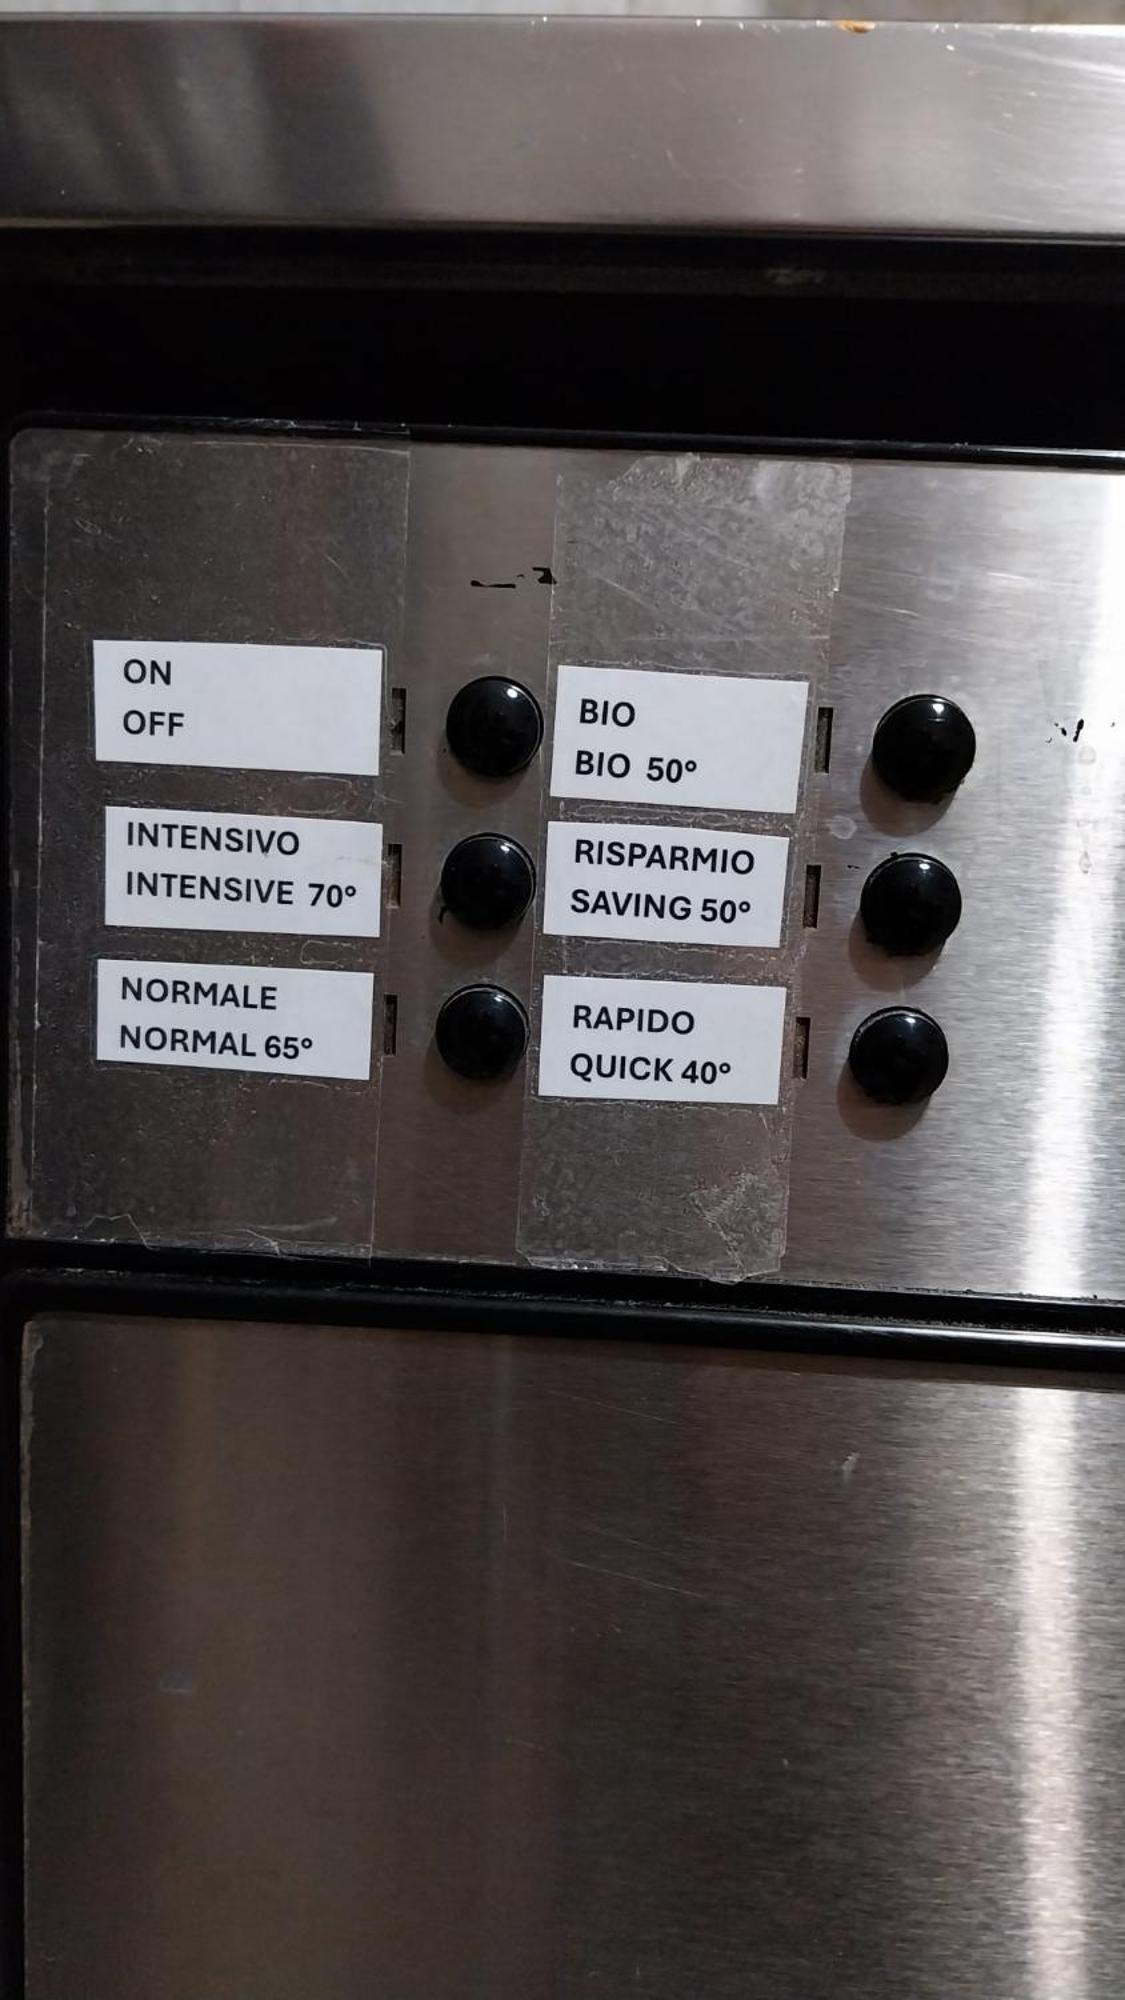 ON
OFF
INTENSIVO
INTENSIVE 70°
NORMALE
NORMAL 65°
BIO
BIO 50°
RISPARMIO
SAVING 50°
RAPIDO
QUICK 40°